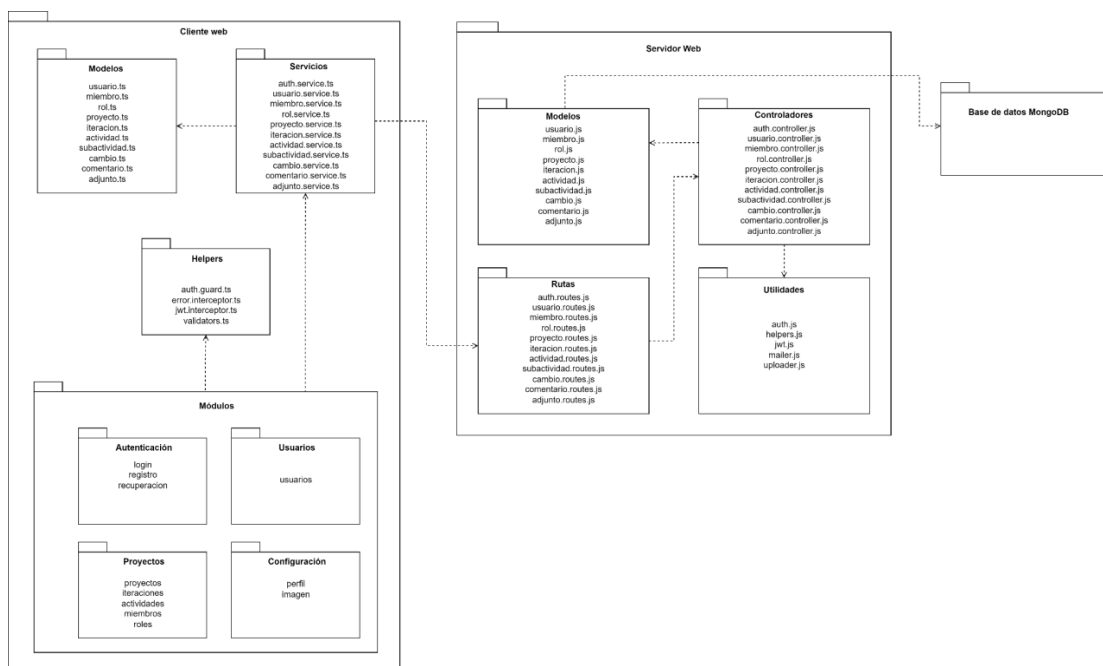 Cliente web
Modelos
usuario.ts
miembro.ts
rol.ts
proyecto.ts
iteracion.ts
actividad.ts
subactividad.ts
cambio.ts
comentario.ts
adjunto.ts
Servicios
auth.service.ts
usuario.service.ts
miembro.service.ts
rol.service.ts
proyecto.service.ts
iteracion.service.ts
actividad.service.ts
subactividad.service.ts
cambio.service.ts
comentario.service.ts
adjunto.service.ts
Helpers
auth.guard.ts
error.interceptor.ts
jwt.interceptor.ts
validators.ts
Módulos
Autenticación
login
registro
recuperacion
Usuarios
usuarios
Proyectos
proyectos
iteraciones
actividades
miembros
roles
Configuración
perfil
imagen
Servidor Web
Modelos
usuario.js
miembro.js
rol.js
proyecto.js
iteracion.js
actividad.js
subactividad.js
cambio.js
comentario.js
adjunto.js
Controladores
auth.controller.js
usuario.controller.js
miembro.controller.js
rol.controller.js
proyecto.controller.js
iteracion.controller.js
actividad.controller.js
subactividad.controller.js
cambio.controller.js
comentario.controller.js
adjunto.controller.js
Rutas
auth.routes.js
usuario.routes.js
miembro.routes.js
rol.routes.js
proyecto.routes.js
iteracion.routes.js
actividad.routes.js
subactividad.routes.js
cambio.routes.js
comentario.routes.js
adjunto.routes.js
Utilidades
auth.js
helpers.js
jwt.js
mailer.js
uploader.js
Base de datos MongoDB